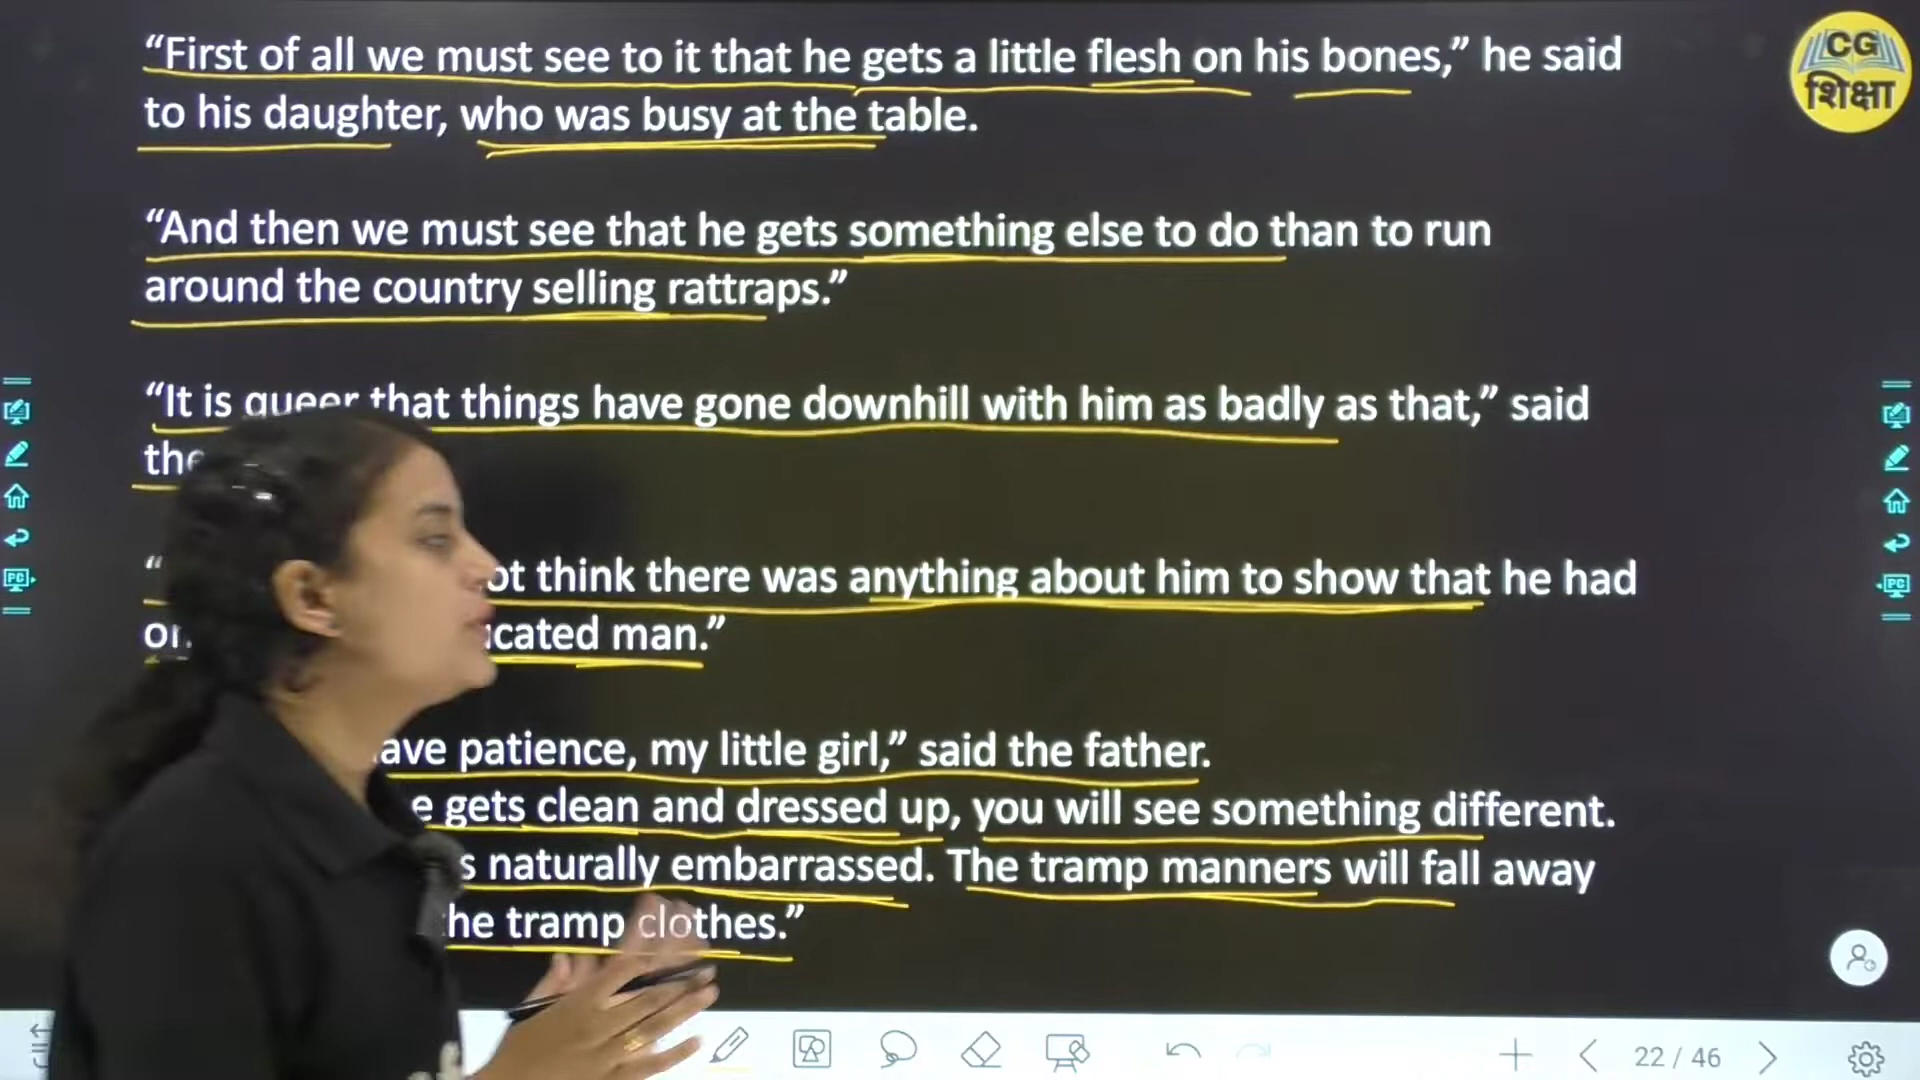 “First of all we must see to it that he gets a little flesh on his bones,” he said
to his daughter, who was busy at the table.
“And then we must see that he gets something else to do than to run
around the country selling rattraps.”
“It is queer that things have gone downhill with him as badly as that,” said
think there was anything about him to show that he had
man.”
patience, my little girl,” said the father.
gets clean and dressed up, you will see something different.
naturally embarrassed. The tramp manners will fall away
tramp clothes.”
CG
शिक्षा
PC
PC
22 / 46